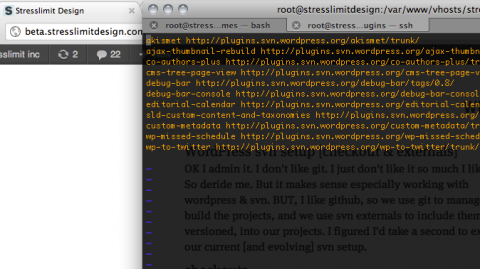 Stresslimit Design
beta.stresslimitdesign.com
sslimit inc 2 22
root@stresslimitdesign:/var/www/vhosts/stre
root@stress...mes — bash root@stresslimit...ugins — ssh
akismet http://plugins.svn.wordpress.org/akismet/trunk/
ajax-thumbnail-rebuild http://plugins.svn.wordpress.org/ajax-thumbna
co-authors-plus http://plugins.svn.wordpress.org/co-authors-plus/tr
cms-tree-page-view http://plugins.svn.wordpress.org/cms-tree-page-v
debug-bar http://plugins.svn.wordpress.org/debug-bar/tags/0.8/
debug-bar-console http://plugins.svn.wordpress.org/debug-bar-consol
editorial-calendar http://plugins.svn.wordpress.org/editorial-calen
sld-custom-content-and-taxonomies http://plugins.svn.wordpress.org/
custom-metadata http://plugins.svn.wordpress.org/custom-metadata/tr
wp-missed-schedule http://plugins.svn.wordpress.org/wp-missed-sched
wp-to-twitter http://plugins.svn.wordpress.org/wp-to-twitter/trunk/
WordPress svn setup [checkout & externals]
OK I admin it. I don't like git. I just don't like it so much I lik
So deride me. But it makes sense especially working with
wordpress & svn. BUT, I like github, so we use git to manag
build the projects, and we use svn externals to include them
versioned, into our projects. I figured I'd take a second to ex
our current [and evolving] svn setup.